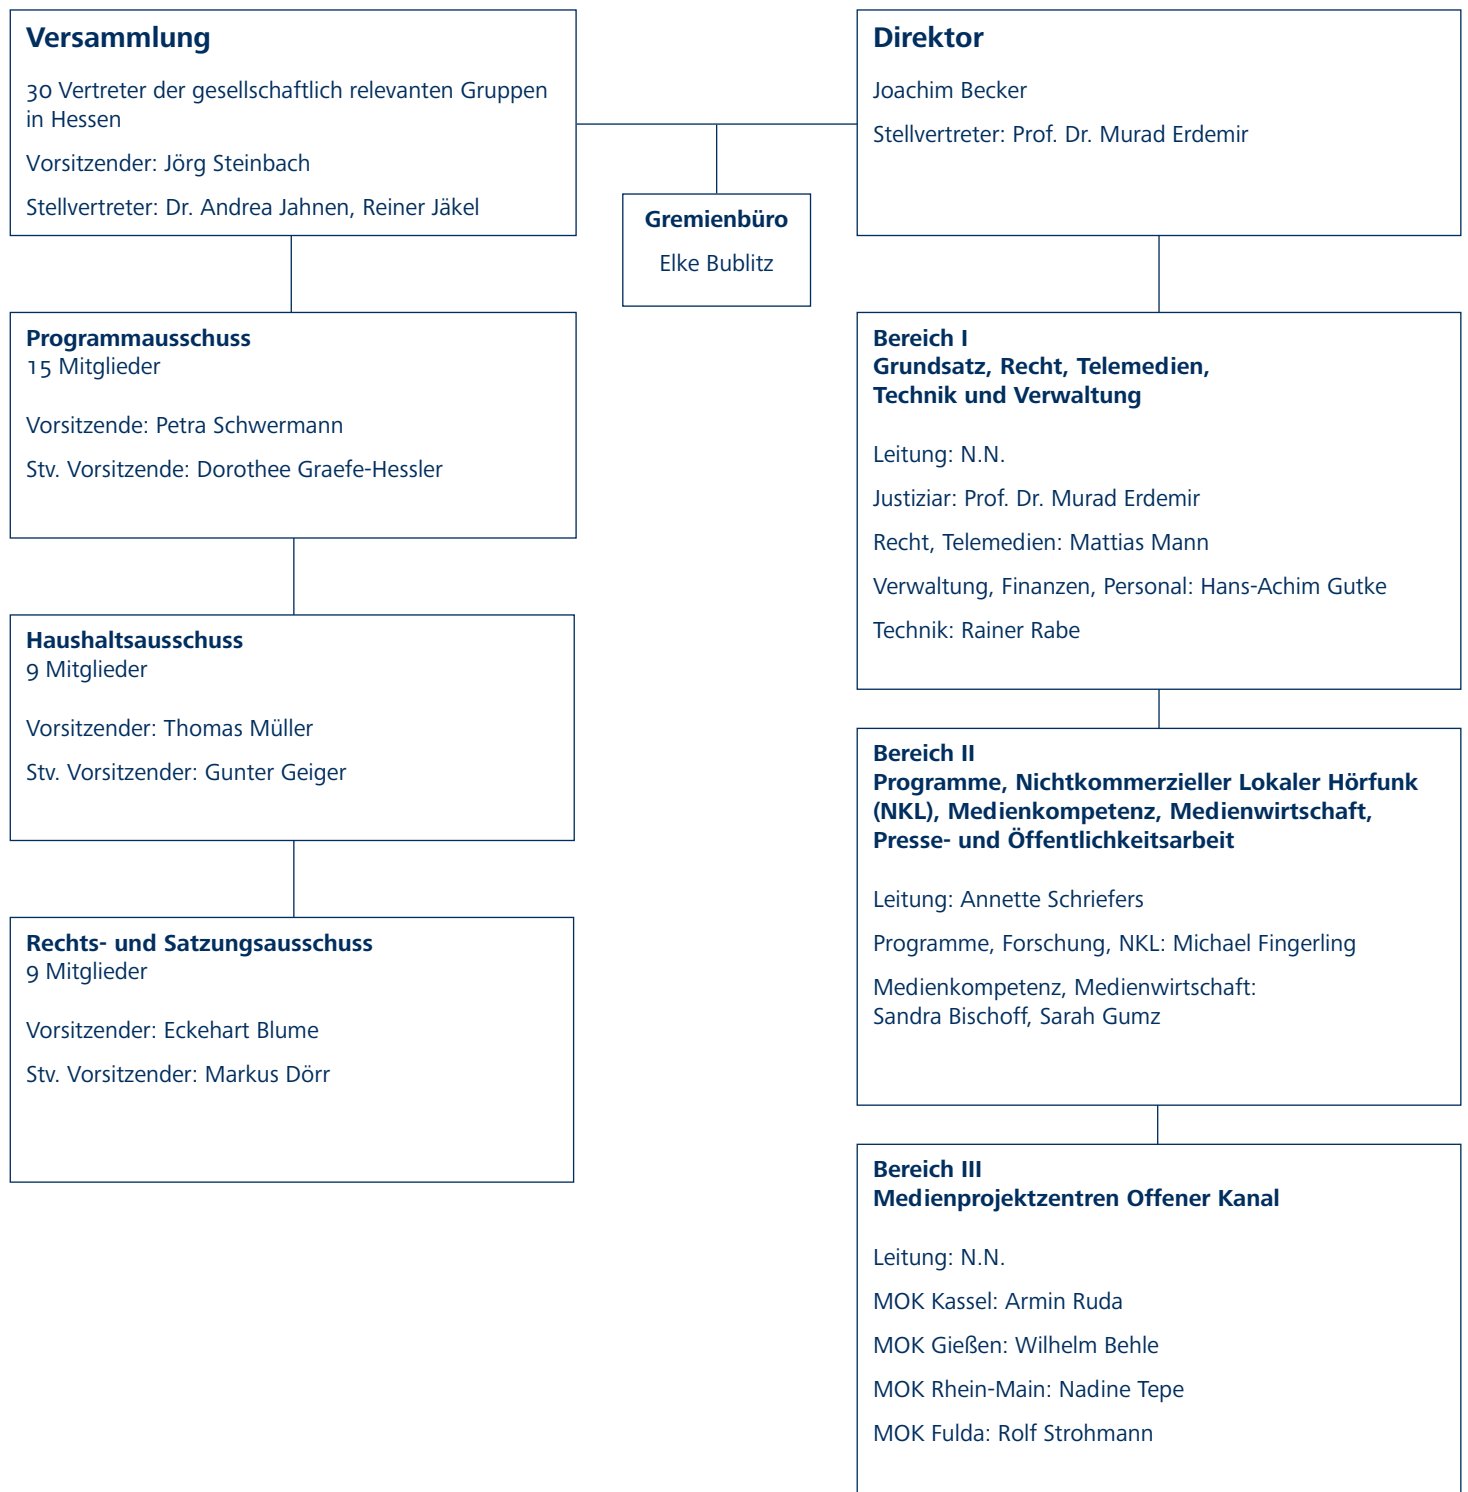 Versammlung
30 Vertreter der gesellschaftlich relevanten Gruppen
in Hessen
Vorsitzender: Jörg Steinbach
Stellvertreter: Dr. Andrea Jahnen, Reiner Jäkel
Direktor
Joachim Becker
Stellvertreter: Prof. Dr. Murad Erdemir
Gremienbüro
Elke Bublitz
Programmausschuss
15 Mitglieder
Vorsitzende: Petra Schwermann
Stv. Vorsitzende: Dorothee Graefe-Hessler
Haushaltsausschuss
9 Mitglieder
Vorsitzender: Thomas Müller
Stv. Vorsitzender: Gunter Geiger
Rechts- und Satzungsausschuss
9 Mitglieder
Vorsitzender: Eckehart Blume
Stv. Vorsitzender: Markus Dörr
Bereich I
Grundsatz, Recht, Telemedien,
Technik und Verwaltung
Leitung: N.N.
Justiziar: Prof. Dr. Murad Erdemir
Recht, Telemedien: Mattias Mann
Verwaltung, Finanzen, Personal: Hans-Achim Gutke
Technik: Rainer Rabe
Bereich II
Programme, Nichtkommerzieller Lokaler Hörfunk
(NKL), Medienkompetenz, Medienwirtschaft,
Presse- und Öffentlichkeitsarbeit
Leitung: Annette Schriefers
Programme, Forschung, NKL: Michael Fingerling
Medienkompetenz, Medienwirtschaft:
Sandra Bischoff, Sarah Gumz
Bereich III
Medienprojektzentren Offener Kanal
Leitung: N.N.
MOK Kassel: Armin Ruda
MOK Gießen: Wilhelm Behle
MOK Rhein-Main: Nadine Tepe
MOK Fulda: Rolf Strohmann